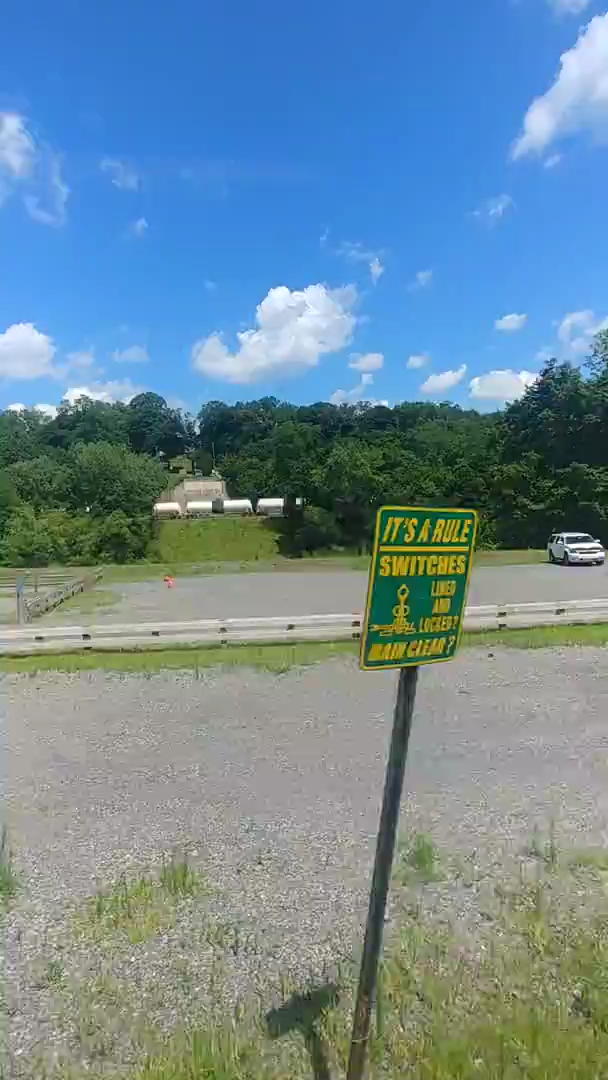 IT'S A RULE
SWITCHES
LINED
AND
LOCKED?
MAIN CLEAR?